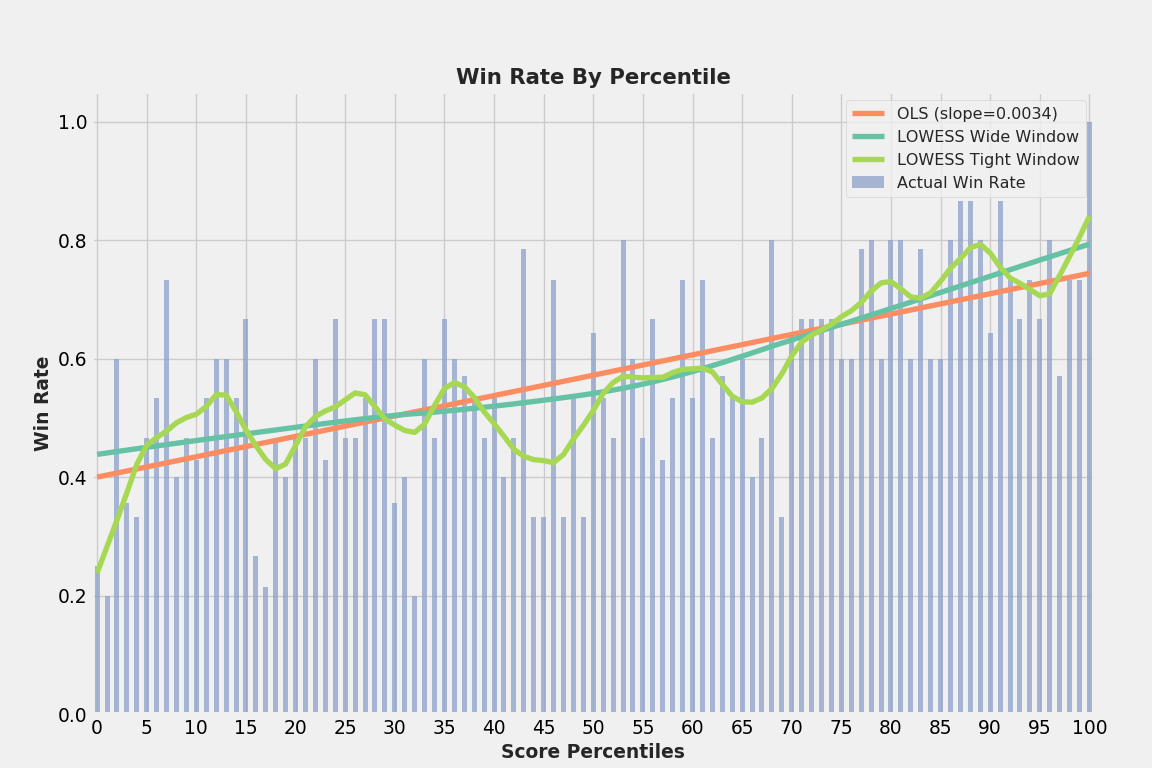 Win Rate By Percentile
OLS (slope=0.0034)
LOWESS Wide Window
LOWESS Tight Window
Actual Win Rate
Win Rate
1.0
0.8
0.6
0.4
0.2
0.0
0 5 10 15 20 25 30 35 40 45 50 55 60 65 70 75 80 85 90 95 100
Score Percentiles